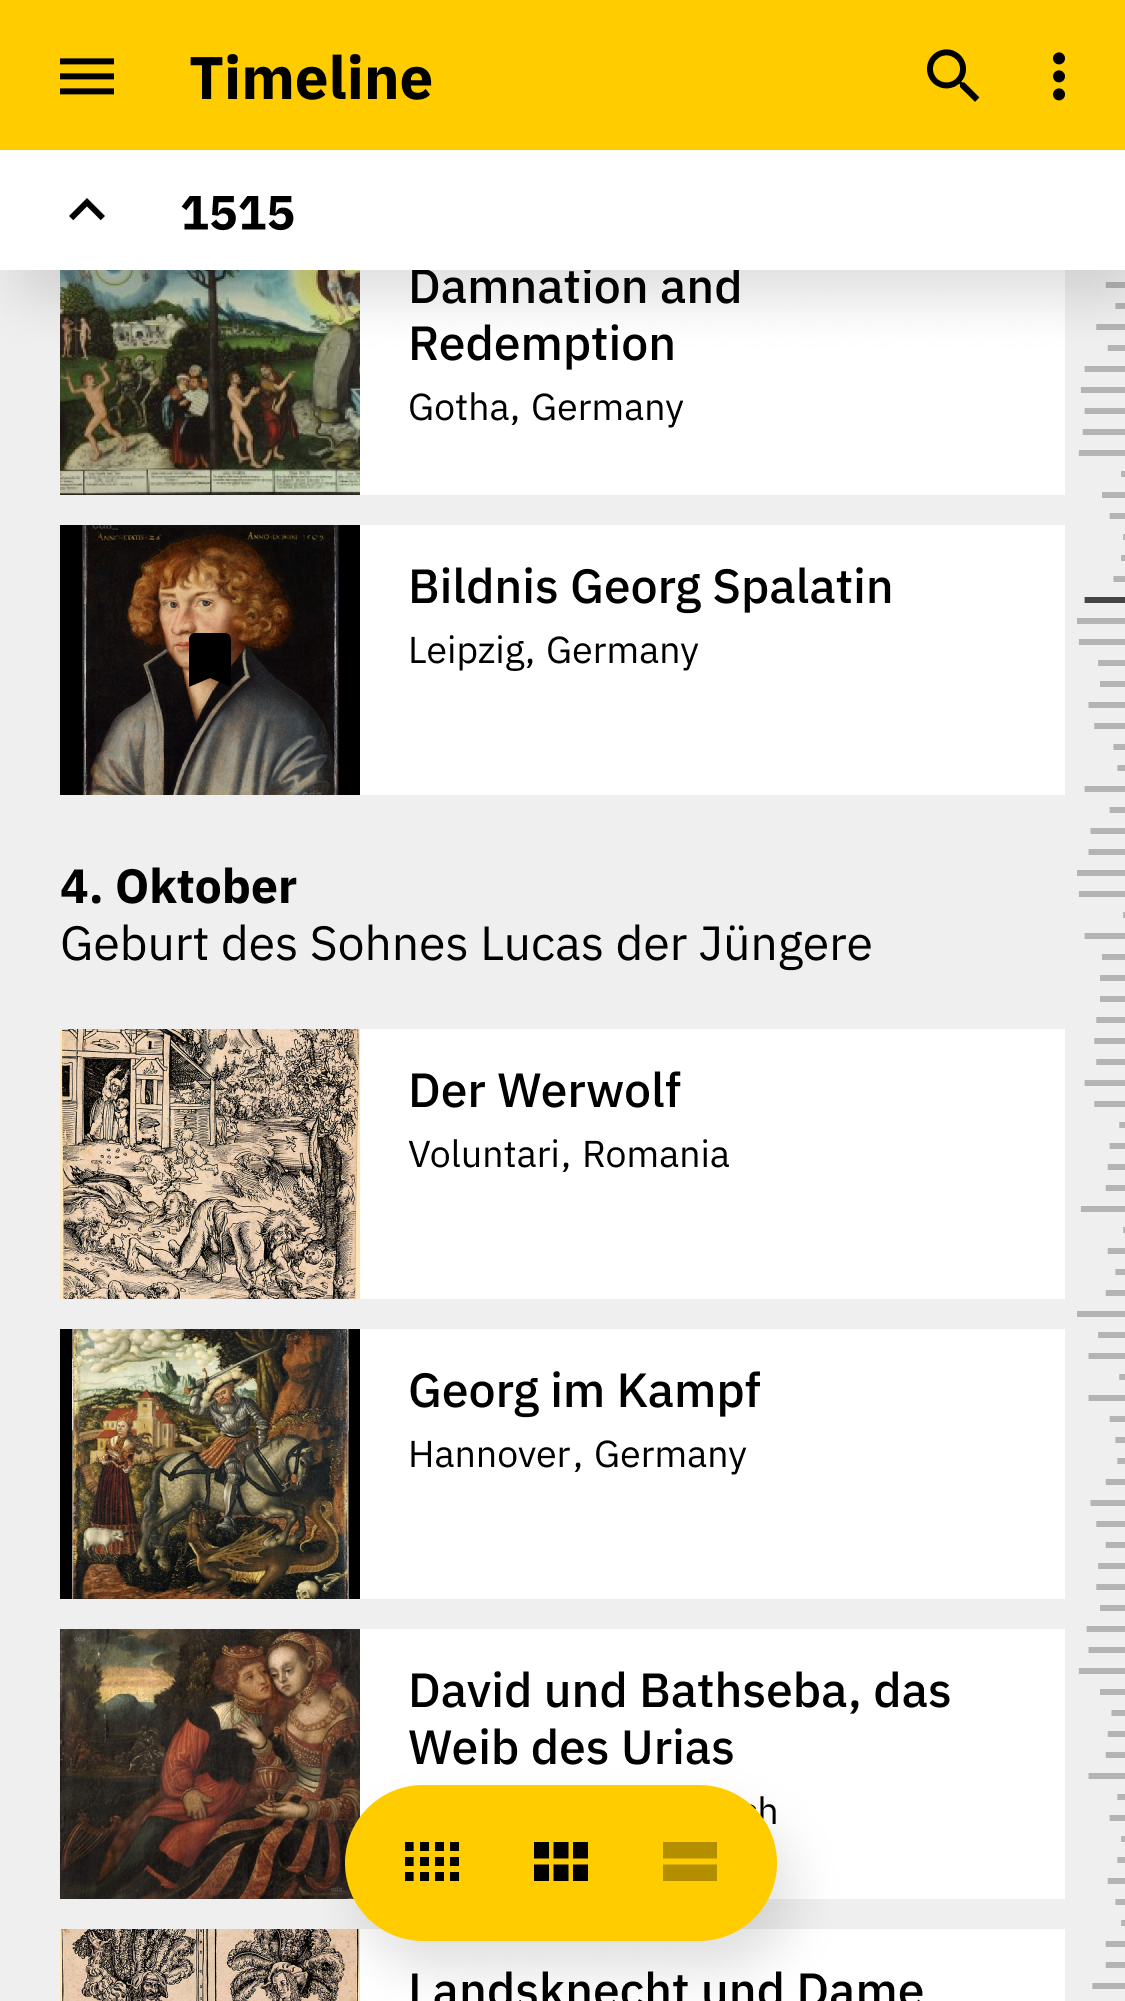 Timeline
1515
Damnation and
Redemption
Gotha, Germany
Bildnis Georg Spalatin
Leipzig, Germany
4. Oktober
Geburt des Sohnes Lucas der Jüngere
Der Werwolf
Voluntari, Romania
Georg im Kampf
Hannover, Germany
David und Bathseba, das
Weib des Urias
Landsknecht und Dame